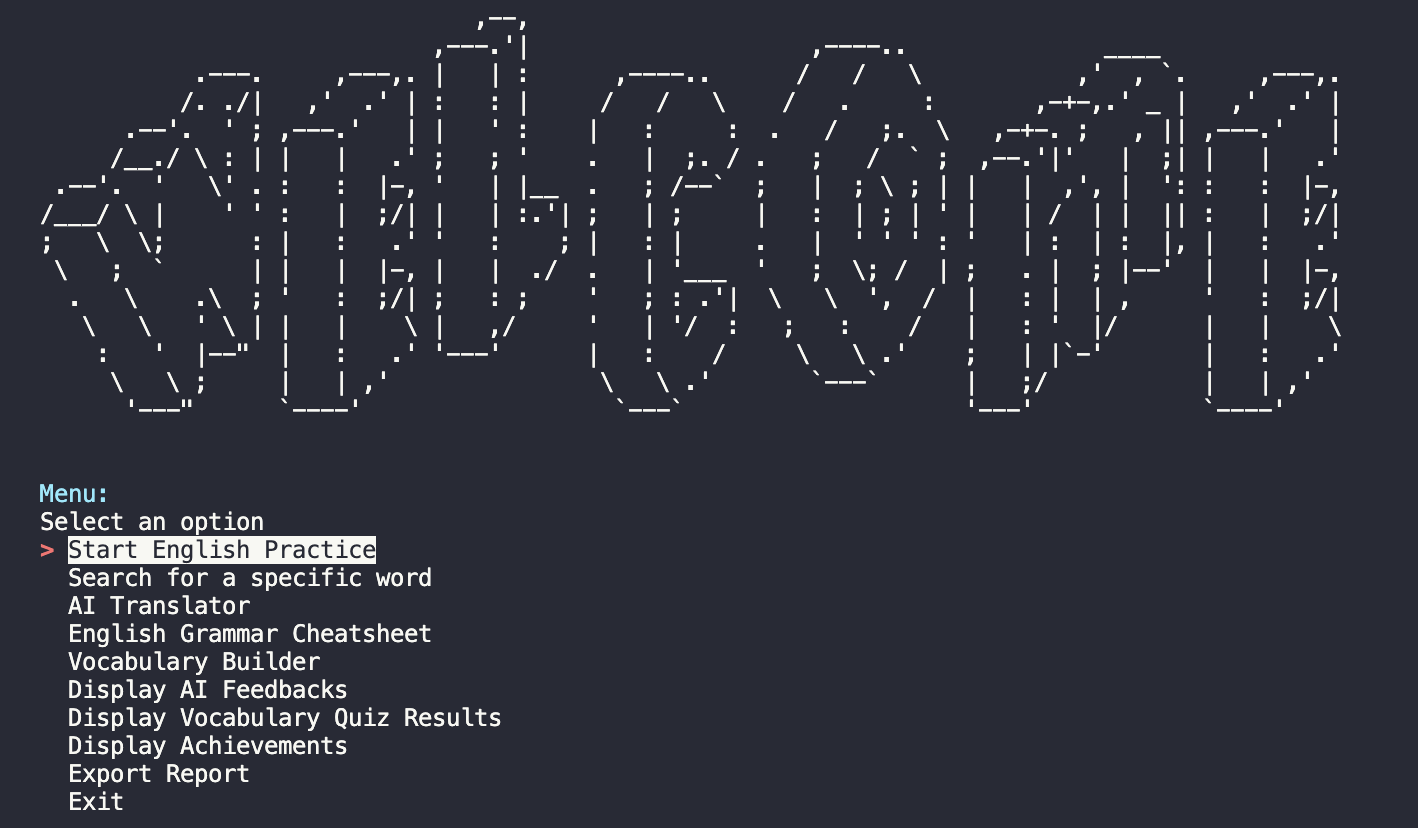 WELCOME
Menu:
Select an option
> Start English Practice
Search for a specific word
AI Translator
English Grammar Cheatsheet
Vocabulary Builder
Display AI Feedbacks
Display Vocabulary Quiz Results
Display Achievements
Export Report
Exit